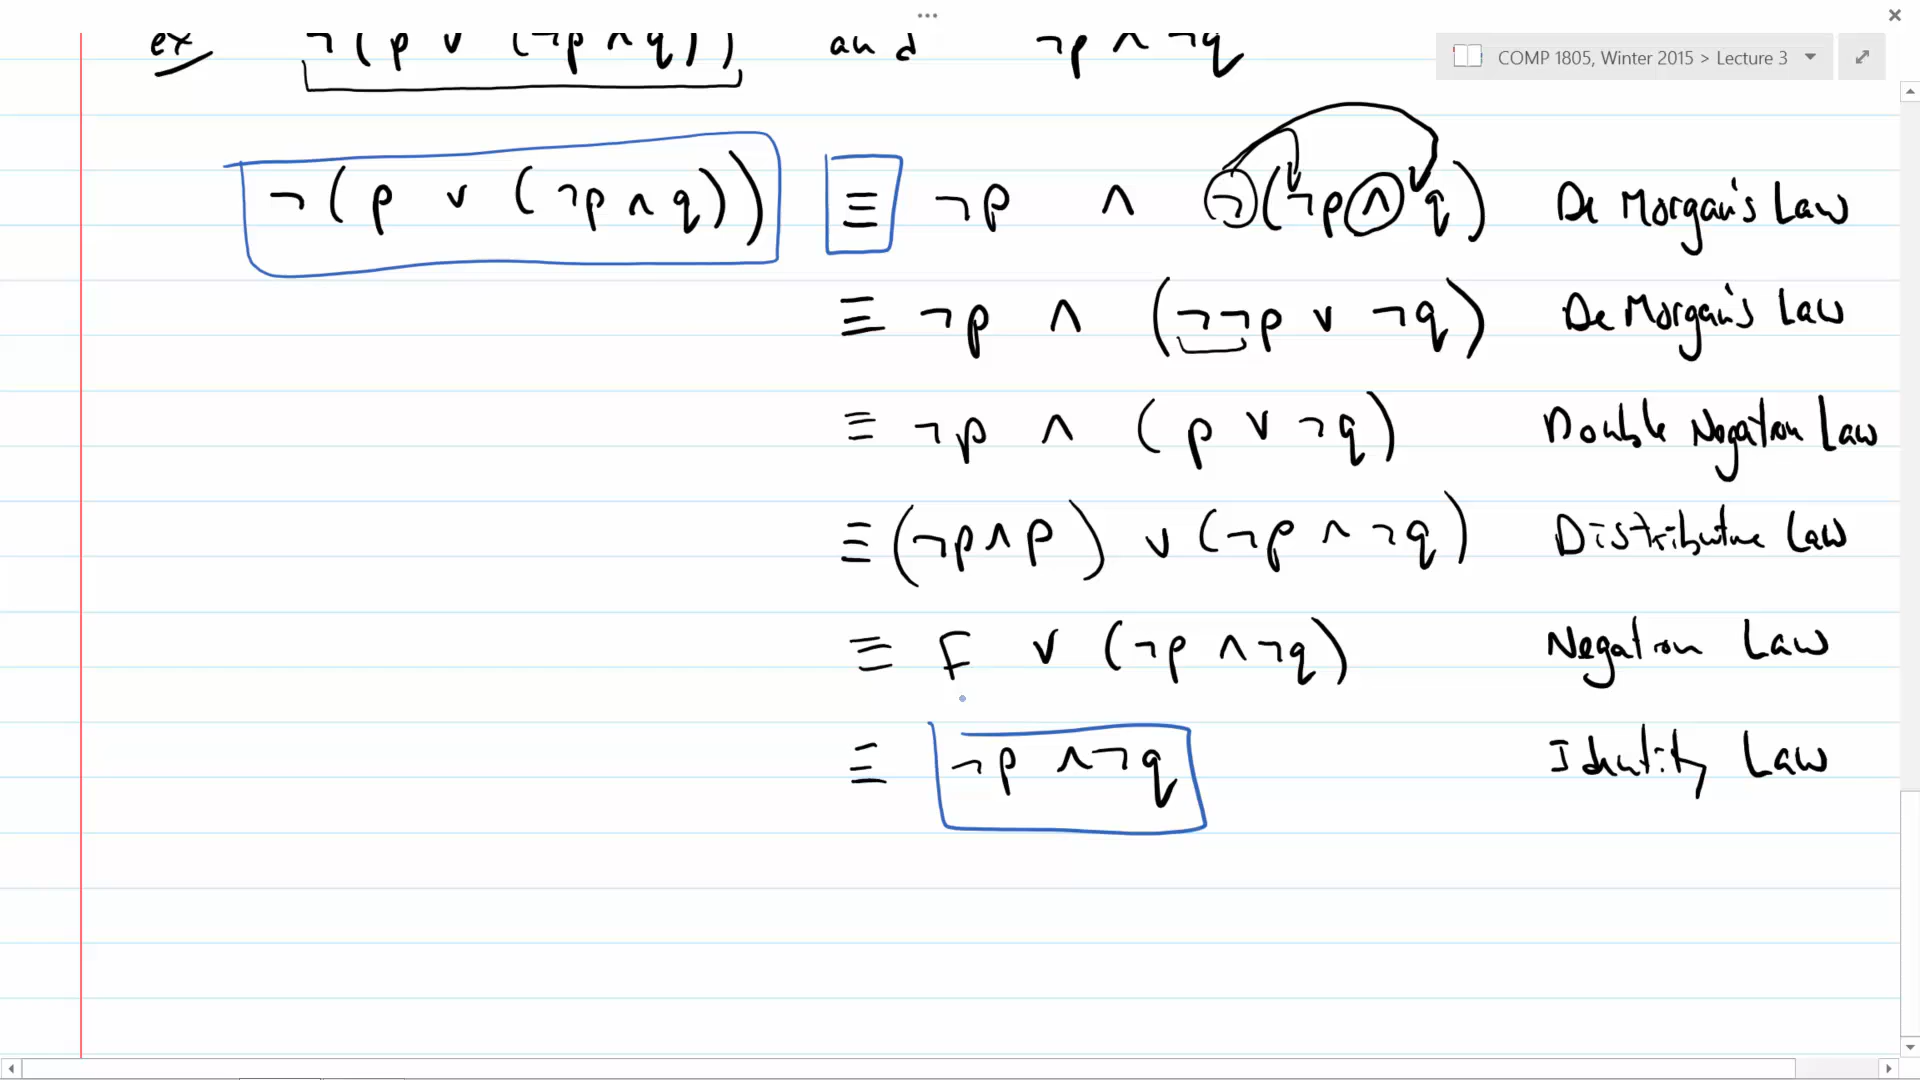 ex ¬(p ∨ (¬p ∧ q)) and ¬p ∧ ¬q
COMP 1805, Winter 2015 > Lecture 3
¬(p ∨ (¬p ∧ q)) ≡ ¬p ∧ ¬(¬p ∧ q) De Morgan's Law
≡ ¬p ∧ (¬¬p ∨ ¬q) De Morgan's Law
≡ ¬p ∧ (p ∨ ¬q) Double Negation Law
≡ (¬p ∧ p) ∨ (¬p ∧ ¬q) Distributive Law
≡ F ∨ (¬p ∧ ¬q) Negation Law
≡ ¬p ∧ ¬q Identity Law